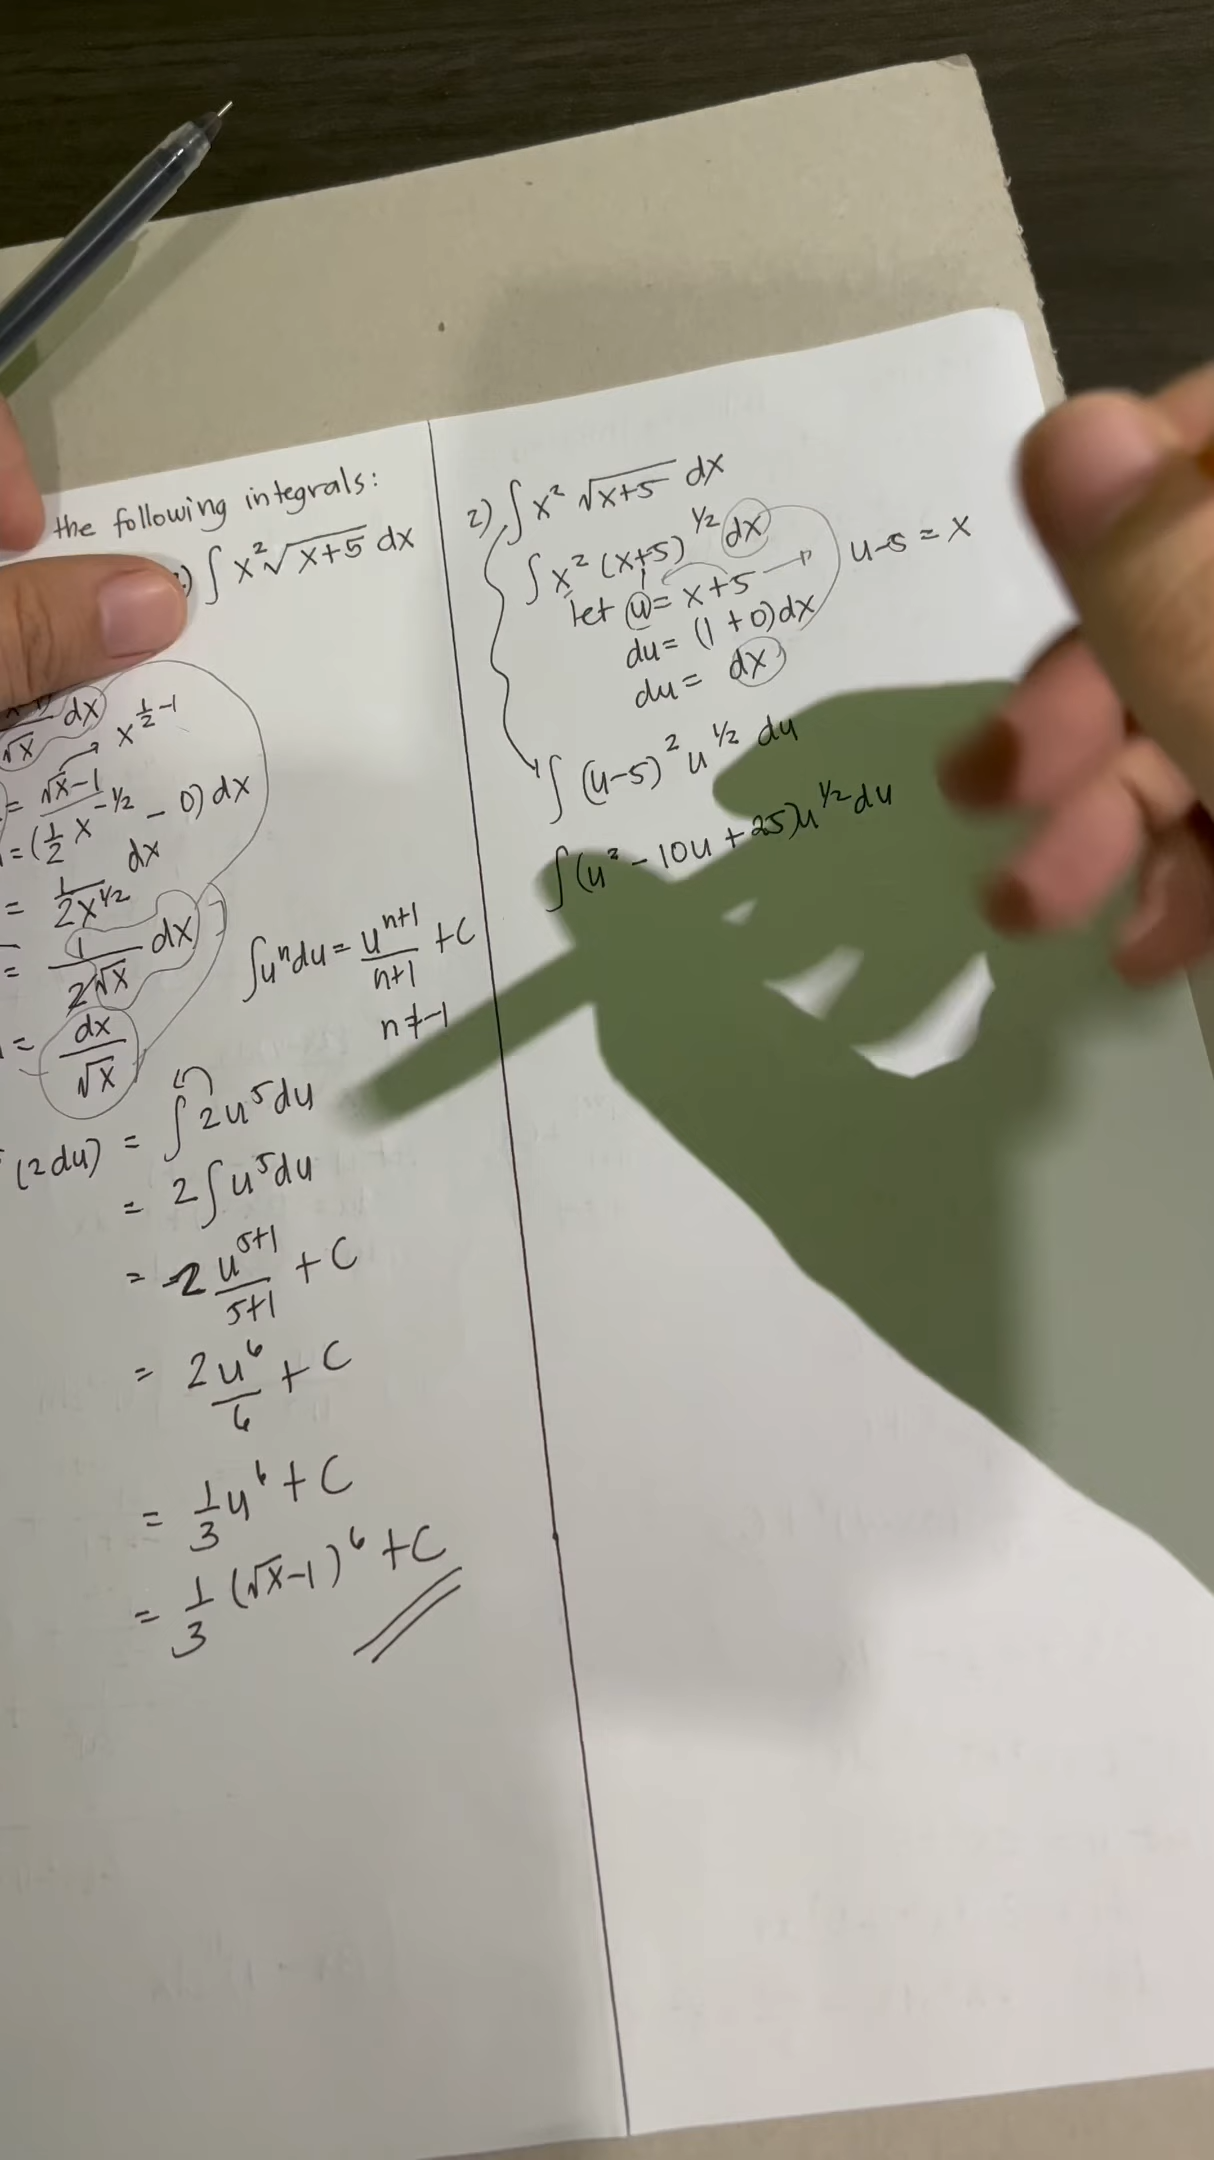 the following integrals:
∫ x²√(x+5) dx
√x dx
x^(1/2 - 1)
= √x - 1
= (1/2 x^(-1/2) - 0) dx
= 1/(2x^(1/2)) dx
= 1/(2√x) dx
= dx/√x
∫uⁿdu = u^(n+1)/(n+1) + C
n ≠ -1
(2du) = ∫2u⁵du
= 2∫u⁵du
= 2 u^(5+1)/(5+1) + C
= 2u⁶/6 + C
= 1/3 u⁶ + C
= 1/3 (√x-1)⁶ + C
2) ∫x² √(x+5) dx
∫x² (x+5)^(1/2) dx
let u = x+5 → u-5 = x
du = (1+0)dx
du = dx
∫(u-5)² u^(1/2) du
∫(u² - 10u + 25)u^(1/2) du